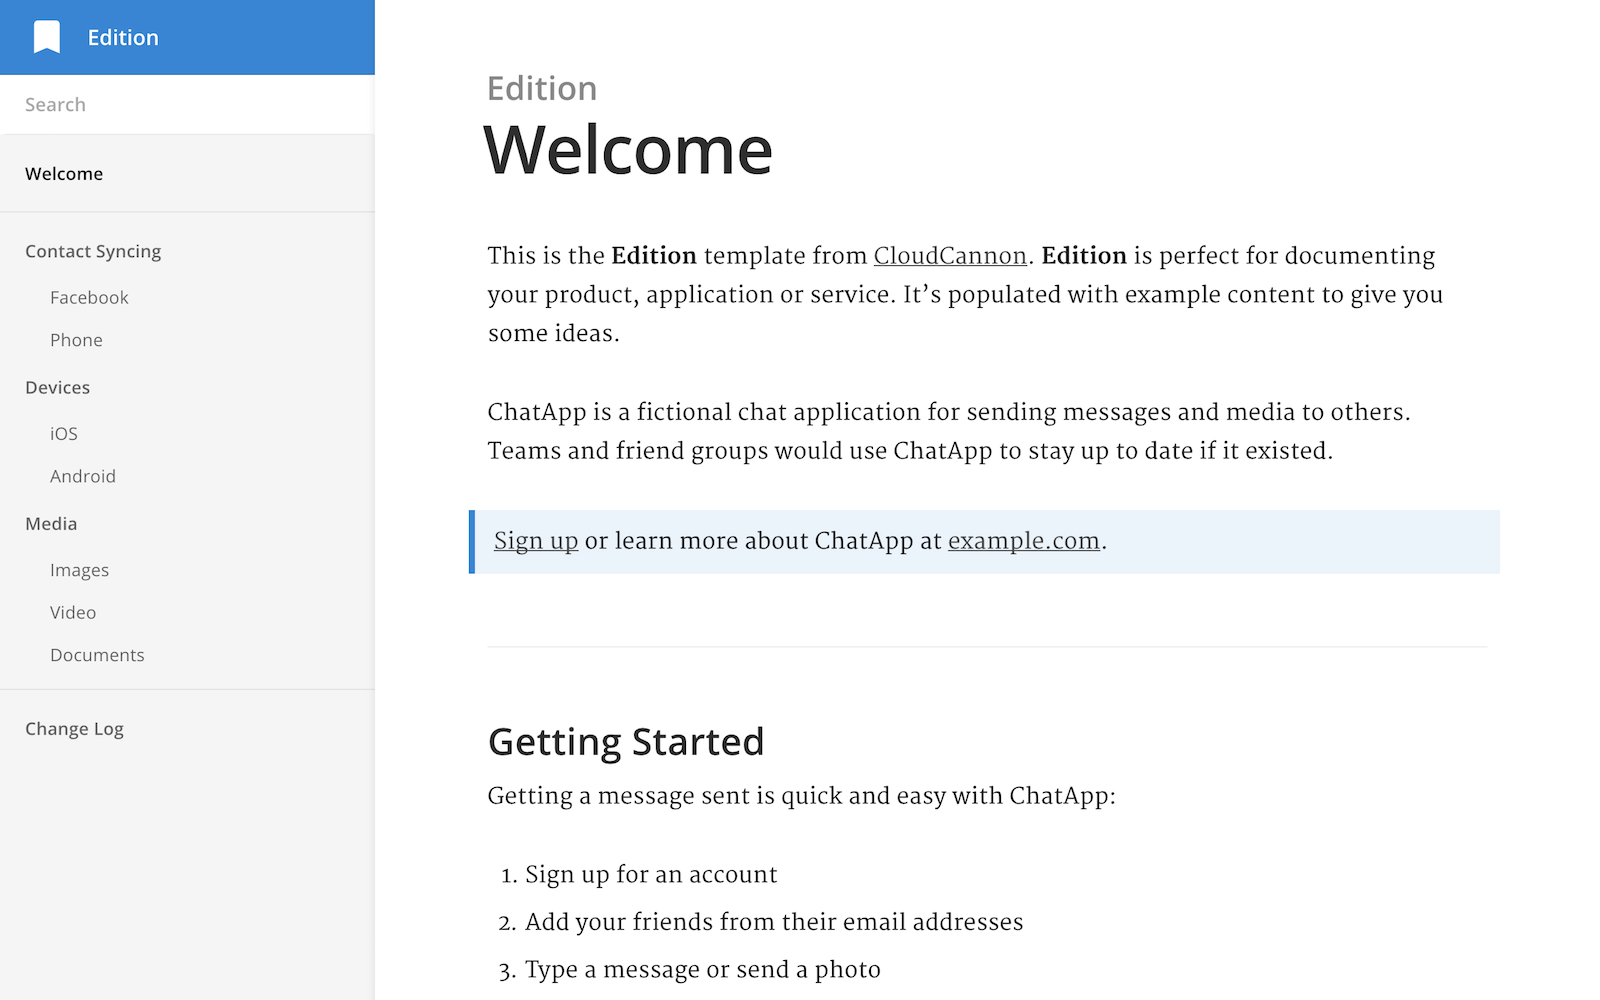 Edition
Search
Welcome
Contact Syncing
Facebook
Phone
Devices
iOS
Android
Media
Images
Video
Documents
Change Log
Edition
Welcome
This is the Edition template from CloudCannon. Edition is perfect for documenting
your product, application or service. It’s populated with example content to give you
some ideas.
ChatApp is a fictional chat application for sending messages and media to others.
Teams and friend groups would use ChatApp to stay up to date if it existed.
Sign up or learn more about ChatApp at example.com.
Getting Started
Getting a message sent is quick and easy with ChatApp:
1. Sign up for an account
2. Add your friends from their email addresses
3. Type a message or send a photo